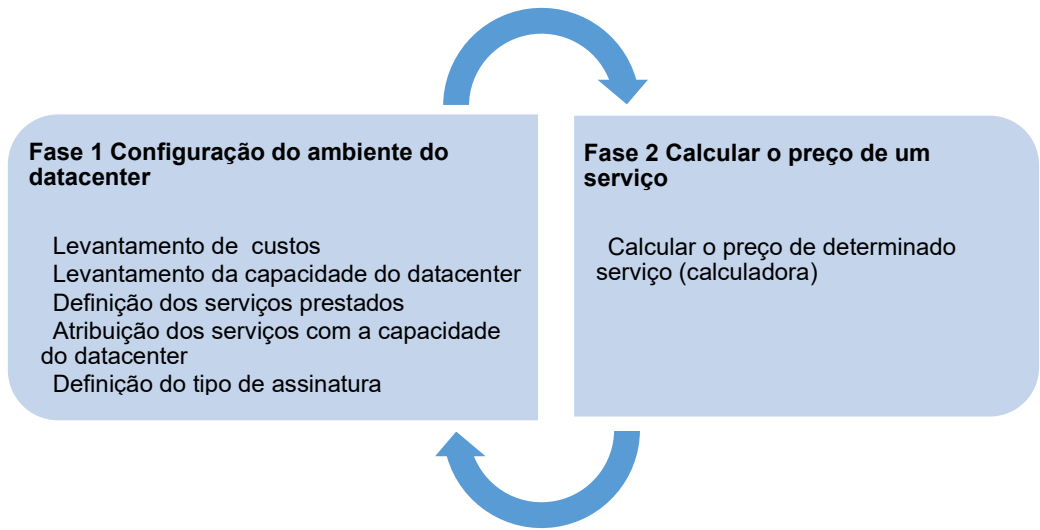 Fase 1 Configuração do ambiente do
datacenter
Levantamento de  custos
Levantamento da capacidade do datacenter
Definição dos serviços prestados
Atribuição dos serviços com a capacidade
do datacenter
Definição do tipo de assinatura
Fase 2 Calcular o preço de um
serviço
Calcular o preço de determinado
serviço (calculadora)